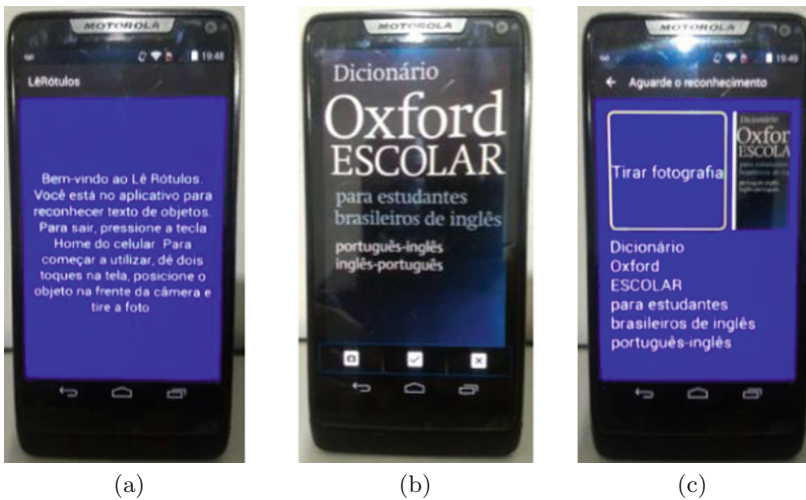 MOTOROLA
19:48
LêRótulos
Bem-vindo ao Lê Rótulos.
Você está no aplicativo para
reconhecer texto de objetos.
Para sair, pressione a tecla
Home do celular. Para
começar a utilizar, dê dois
toques na tela, posicione o
objeto na frente da câmera e
tire a foto
(a)
MOTOROLA
Dicionário
Oxford
ESCOLAR
para estudantes
brasileiros de inglês
português-inglês
inglês-português
(b)
MOTOROLA
19:49
Aguarde o reconhecimento
Tirar fotografia
Dicionário
Oxfor
ESCOLA
Dicionário
Oxford
ESCOLAR
para estudantes
brasileiros de inglês
português-inglês
(c)